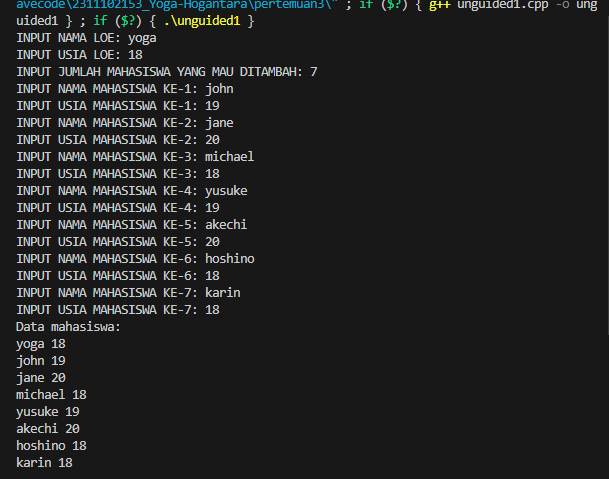 avecode\2311102153_Yoga-Hogantara\pertemuan3\" ; if ($?) { g++ unguided1.cpp -o ung
uided1 } ; if ($?) { .\unguided1 }
INPUT NAMA LOE: yoga
INPUT USIA LOE: 18
INPUT JUMLAH MAHASISWA YANG MAU DITAMBAH: 7
INPUT NAMA MAHASISWA KE-1: john
INPUT USIA MAHASISWA KE-1: 19
INPUT NAMA MAHASISWA KE-2: jane
INPUT USIA MAHASISWA KE-2: 20
INPUT NAMA MAHASISWA KE-3: michael
INPUT USIA MAHASISWA KE-3: 18
INPUT NAMA MAHASISWA KE-4: yusuke
INPUT USIA MAHASISWA KE-4: 19
INPUT NAMA MAHASISWA KE-5: akechi
INPUT USIA MAHASISWA KE-5: 20
INPUT NAMA MAHASISWA KE-6: hoshino
INPUT USIA MAHASISWA KE-6: 18
INPUT NAMA MAHASISWA KE-7: karin
INPUT USIA MAHASISWA KE-7: 18
Data mahasiswa:
yoga 18
john 19
jane 20
michael 18
yusuke 19
akechi 20
hoshino 18
karin 18